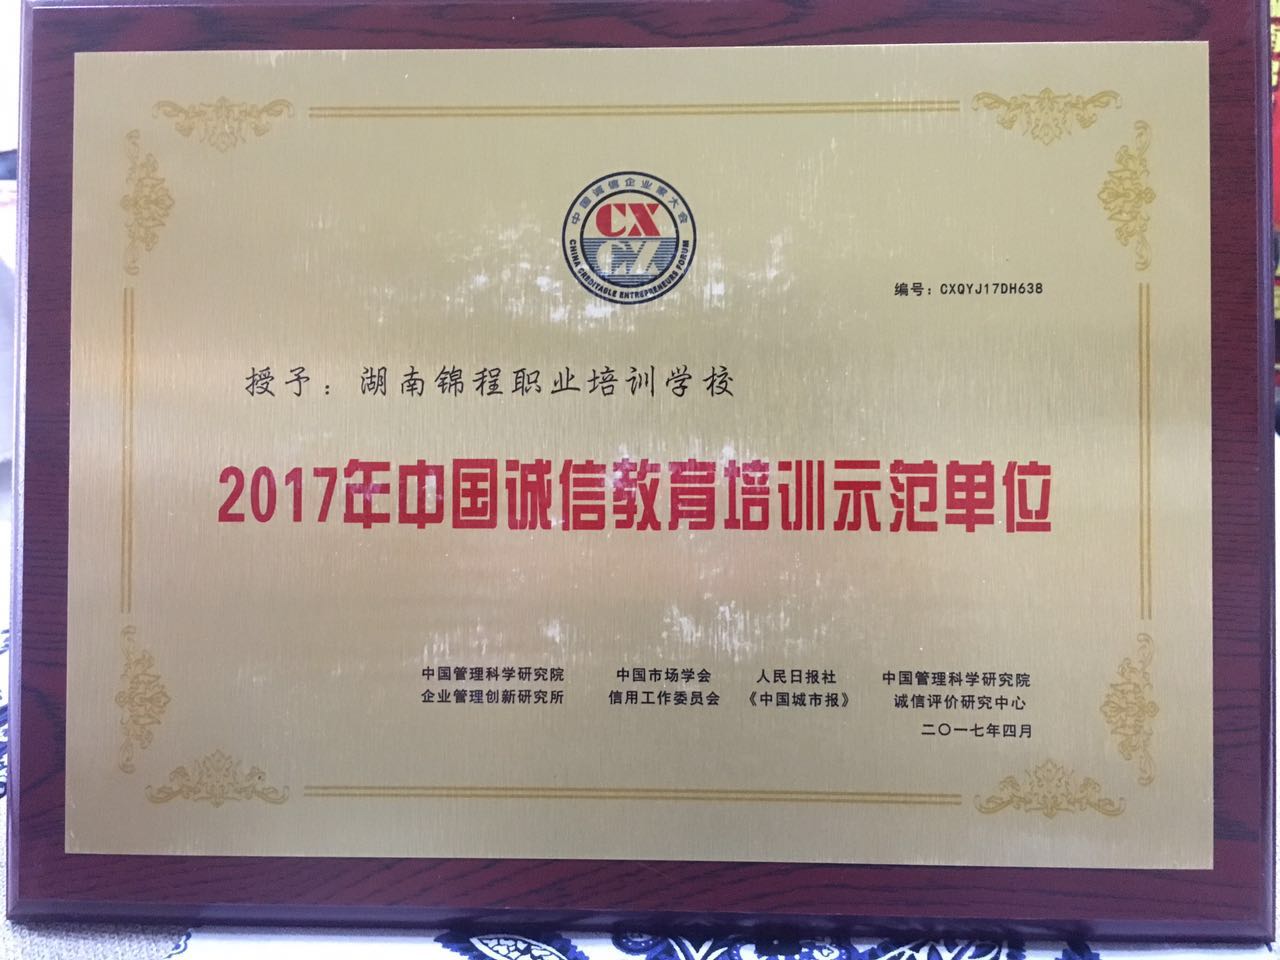 中国诚信企业家大会
CX
CZ
CHINA CREDITABLE ENTREPRENEURS FORUM
编号：CXQYJ17DH638
授予：湖南锦程职业培训学校
2017年中国诚信教育培训示范单位
中国管理科学研究院 中国市场学会 人民日报社 中国管理科学研究院
企业管理创新研究所 信用工作委员会 《中国城市报》 诚信评价研究中心
二〇一七年四月